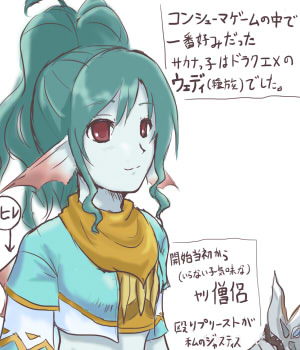 コンシューマゲームの中で
一番好みだった
サカナっ子はドラクエXの
ウェディ(種族)でした。
ヒレ
開始当初から
(いらない子気味な)
ヤリ僧侶
殴りプリーストが
私のジャスティス